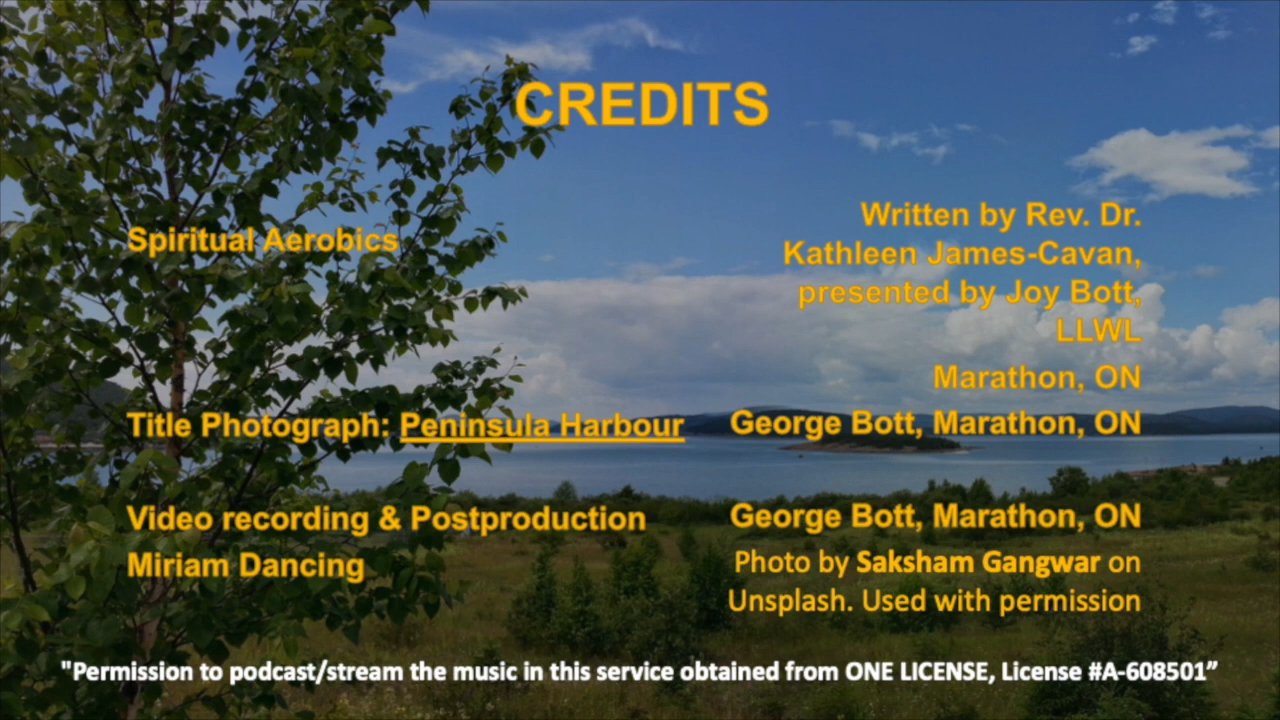 CREDITS
Spiritual Aerobics
Written by Rev. Dr.
Kathleen James-Cavan,
presented by Joy Bott,
LLWL
Marathon, ON
Title Photograph: Peninsula Harbour
George Bott, Marathon, ON
Video recording & Postproduction
George Bott, Marathon, ON
Miriam Dancing
Photo by Saksham Gangwar on
Unsplash. Used with permission
"Permission to podcast/stream the music in this service obtained from ONE LICENSE, License #A-608501”